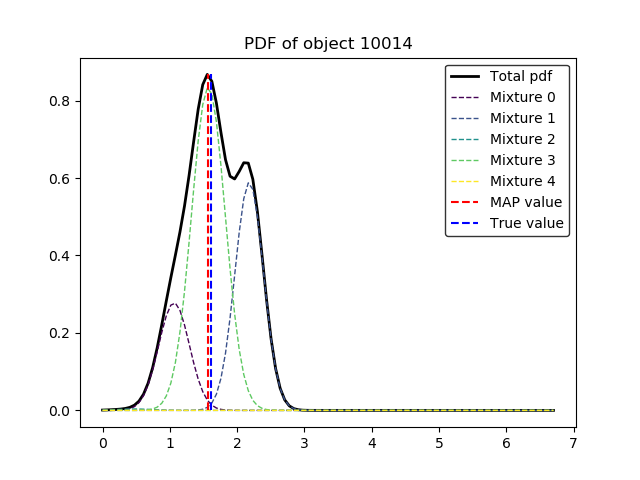 PDF of object 10014
Total pdf
Mixture 0
Mixture 1
Mixture 2
Mixture 3
Mixture 4
MAP value
True value
0.8
0.6
0.4
0.2
0.0
0 1 2 3 4 5 6 7